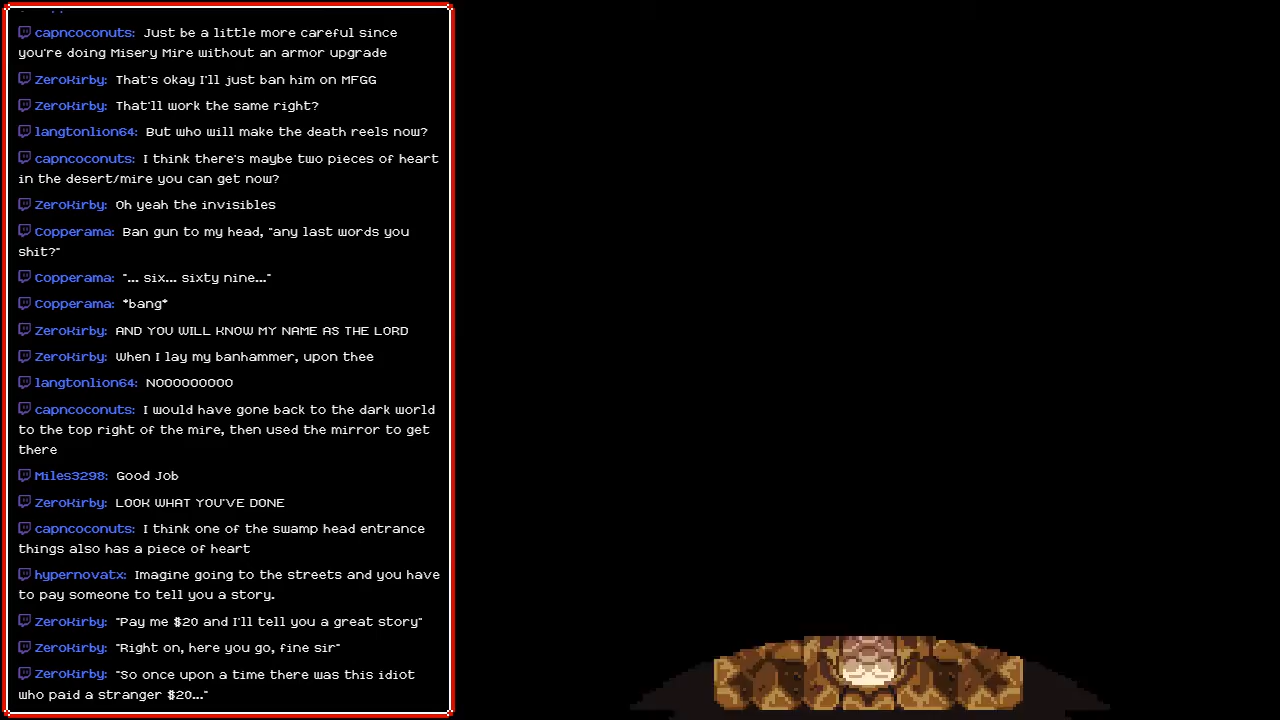 capncoconuts: Just be a little more careful since
you're doing Misery Mire without an armor upgrade
ZeroKirby: That's okay I'll just ban him on MFGG
ZeroKirby: That'll work the same right?
langtonlion64: But who will make the death reels now?
capncoconuts: I think there's maybe two pieces of heart
in the desert/mire you can get now?
ZeroKirby: Oh yeah the invisibles
Copperama: Ban gun to my head, "any last words you
shit?"
Copperama: "... six... sixty nine..."
Copperama: *bang*
ZeroKirby: AND YOU WILL KNOW MY NAME AS THE LORD
ZeroKirby: When I lay my banhammer, upon thee
langtonlion64: NOOOOOOOOO
capncoconuts: I would have gone back to the dark world
to the top right of the mire, then used the mirror to get
there
Miles3298: Good Job
ZeroKirby: LOOK WHAT YOU'VE DONE
capncoconuts: I think one of the swamp head entrance
things also has a piece of heart
hypernovatx: Imagine going to the streets and you have
to pay someone to tell you a story.
ZeroKirby: "Pay me $20 and I'll tell you a great story"
ZeroKirby: "Right on, here you go, fine sir"
ZeroKirby: "So once upon a time there was this idiot
who paid a stranger $20..."